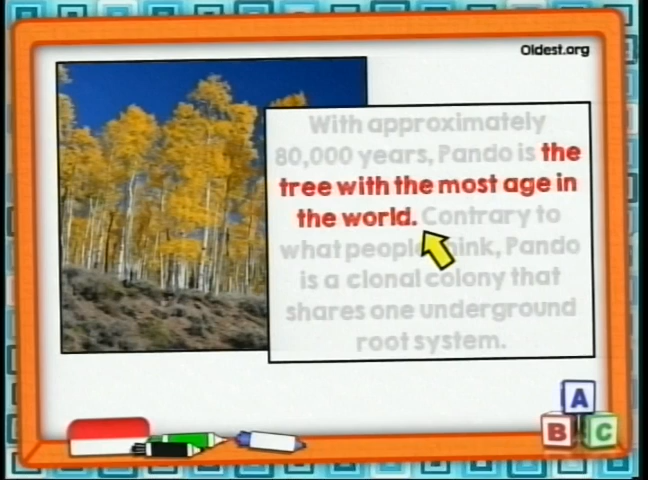 Oldest.org
With approximately
80,000 years, Pando is the
tree with the most age in
the world. Contrary to
what people think, Pando
is a clonal colony that
shares one underground
root system.
A
B C